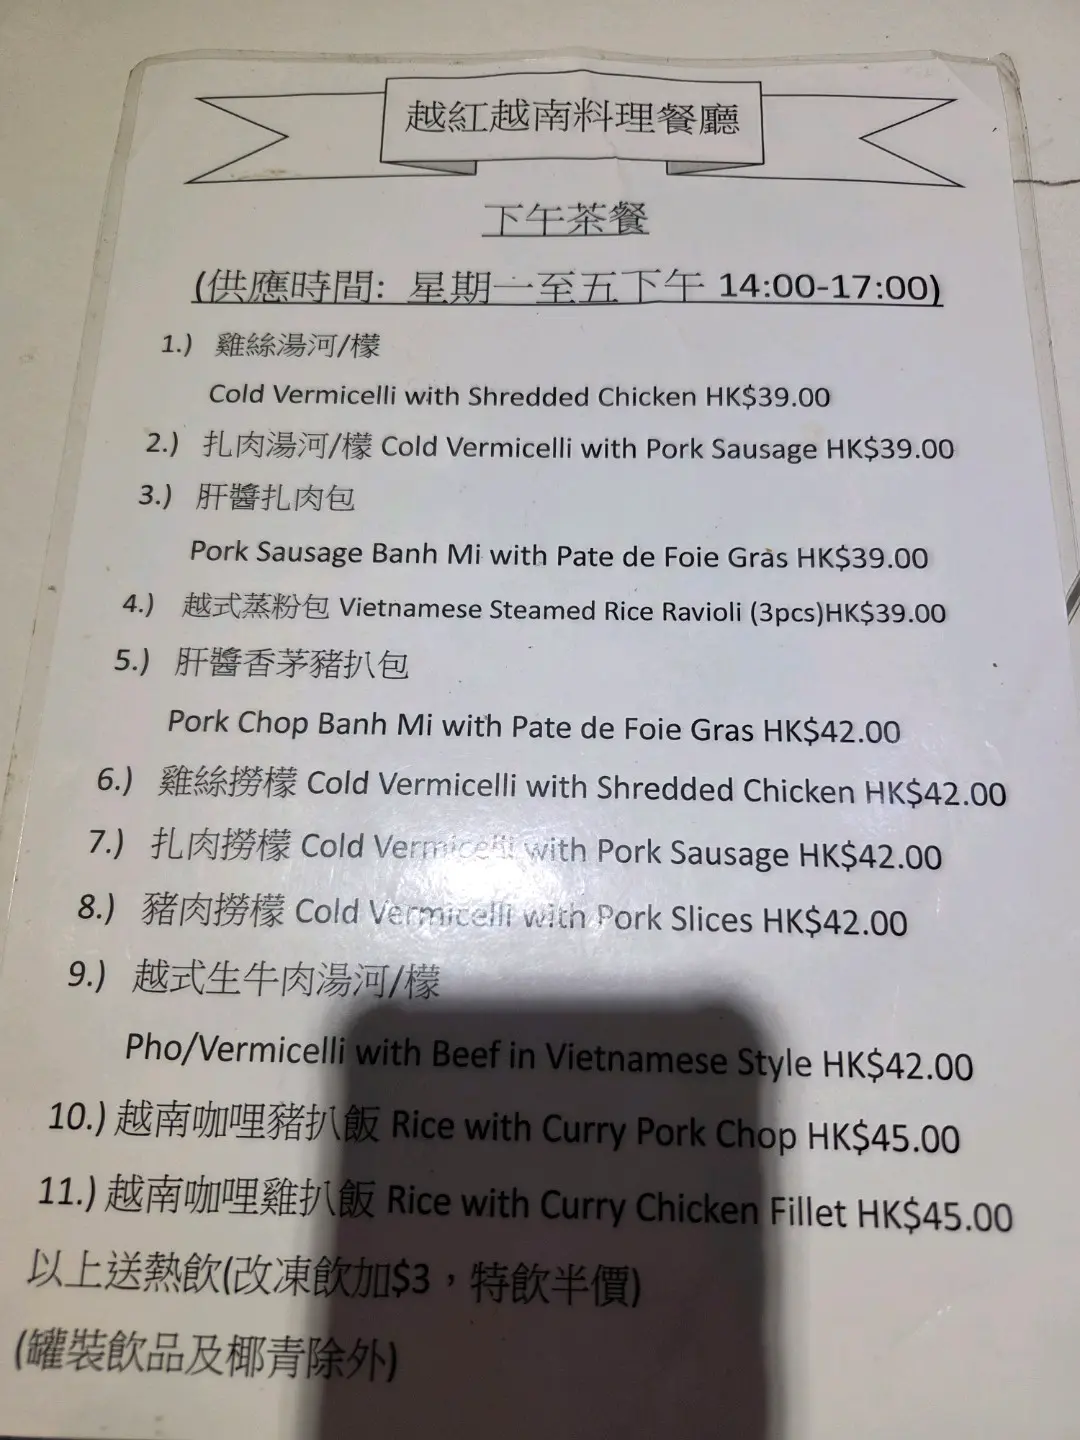 越紅越南料理餐廳
下午茶餐
(供應時間: 星期一至五下午 14:00-17:00)
1.) 雞絲湯河/檬
Cold Vermicelli with Shredded Chicken HK$39.00
2.) 扎肉湯河/檬 Cold Vermicelli with Pork Sausage HK$39.00
3.) 肝醬扎肉包
Pork Sausage Banh Mi with Pate de Foie Gras HK$39.00
4.) 越式蒸粉包 Vietnamese Steamed Rice Ravioli (3pcs)HK$39.00
5.) 肝醬香茅豬扒包
Pork Chop Banh Mi with Pate de Foie Gras HK$42.00
6.) 雞絲撈檬 Cold Vermicelli with Shredded Chicken HK$42.00
7.) 扎肉撈檬 Cold Vermicelli with Pork Sausage HK$42.00
8.) 豬肉撈檬 Cold Vermicelli with Pork Slices HK$42.00
9.) 越式生牛肉湯河/檬
Pho/Vermicelli with Beef in Vietnamese Style HK$42.00
10.) 越南咖哩豬扒飯 Rice with Curry Pork Chop HK$45.00
11.) 越南咖哩雞扒飯 Rice with Curry Chicken Fillet HK$45.00
以上送熱飲(改凍飲加$3，特飲半價)
(罐裝飲品及椰青除外)